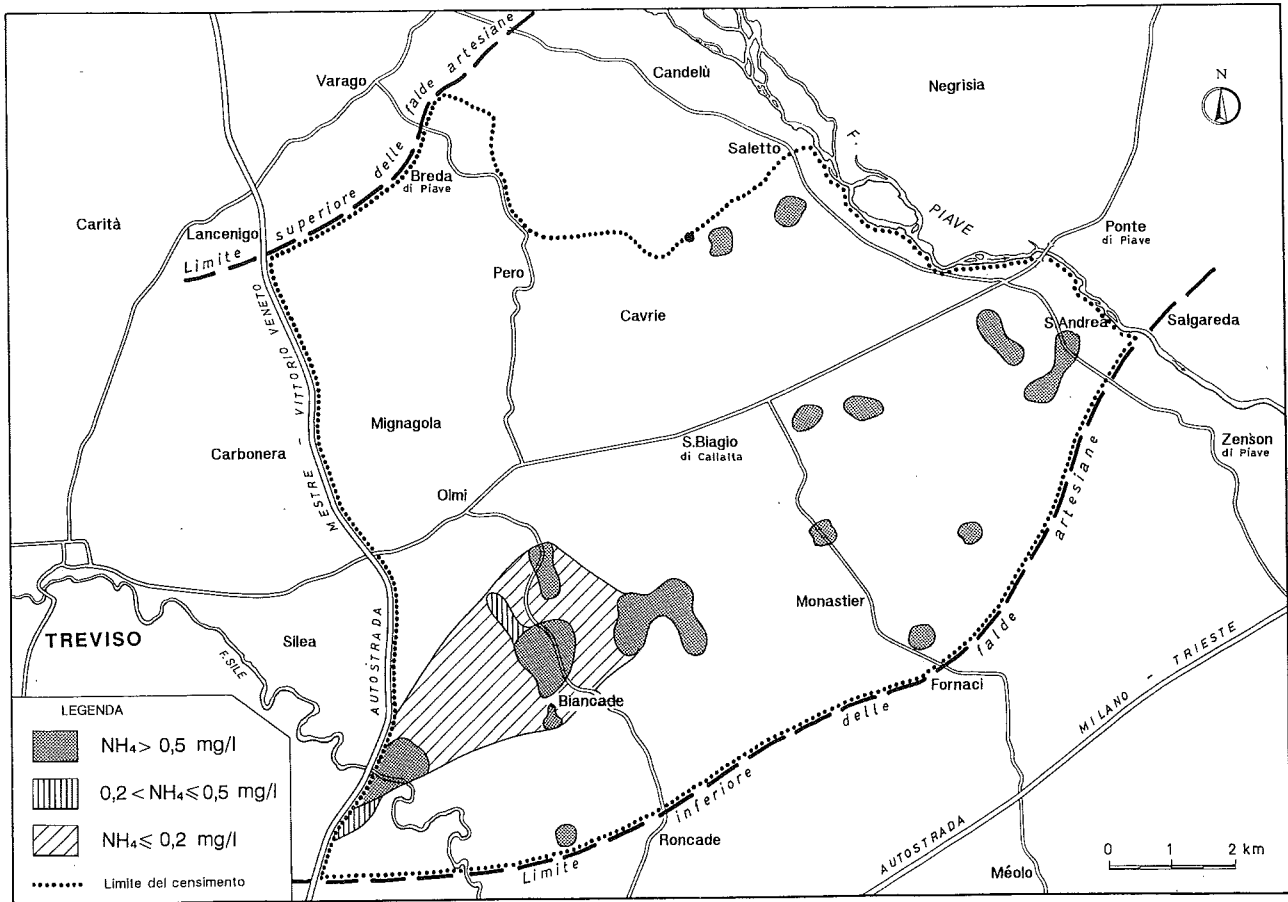 Varago
Candelù
Negrisia
N
Limite superiore delle falde artesiane
Saletto
F. PIAVE
Breda
di Piave
Carità
Lancenigo
Ponte
di Piave
Pero
Cavrie
S. Andrea
Salgareda
AUTOSTRADA MESTRE - VITTORIO VENETO
Mignagola
Carbonera
S. Biagio
di Callalta
Zenson
di Piave
Olmi
Monastier
TREVISO
Silea
F. SILE
Fornaci
Biancade
Limite inferiore delle falde artesiane
Roncade
AUTOSTRADA MILANO - TRIESTE
Méolo
LEGENDA
NH₄ > 0,5 mg/l
0,2 < NH₄ ⩽ 0,5 mg/l
NH₄ ⩽ 0,2 mg/l
Limite del censimento
0 1 2 km